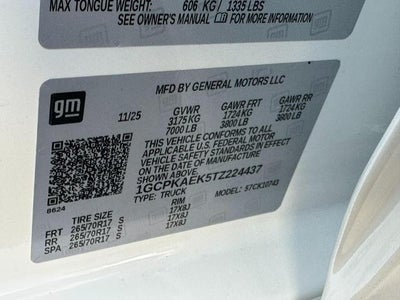 MAX TONGUE WEIGHT: 606 KG / 1335 LBS
SEE OWNER'S MANUAL FOR MORE INFORMATION
gm
MFD BY GENERAL MOTORS LLC
11/25 GVWR GAWR FRT GAWR RR
3175 KG 1724 KG 1724 KG
7000 LB 3800 LB 3800 LB
THIS VEHICLE CONFORMS TO ALL APPLICABLE
U.S. FEDERAL MOTOR VEHICLE SAFETY STANDARDS
IN EFFECT ON THE DATE OF MANUFACTURE SHOWN ABOVE.
1GCPKAEK5TZ224437
TYPE: TRUCK MODEL: 57CK10743
8624
TIRE SIZE RIM
FRT 265/70R17 S 17X8J
RR 265/70R17 S 17X8J
SPA 265/70R17 S 17X8J